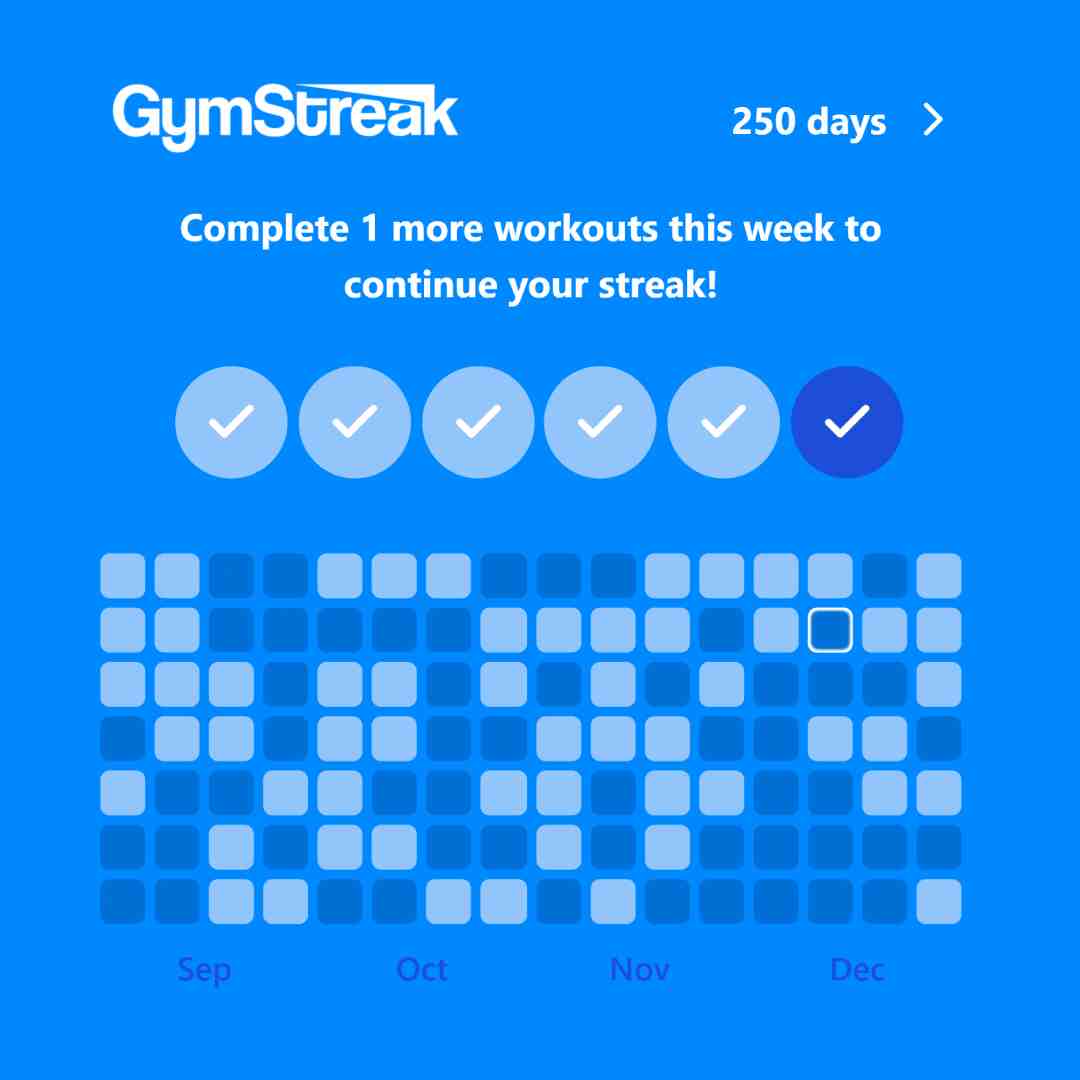 GymStreak
250 days
Complete 1 more workouts this week to
continue your streak!
Sep Oct Nov Dec